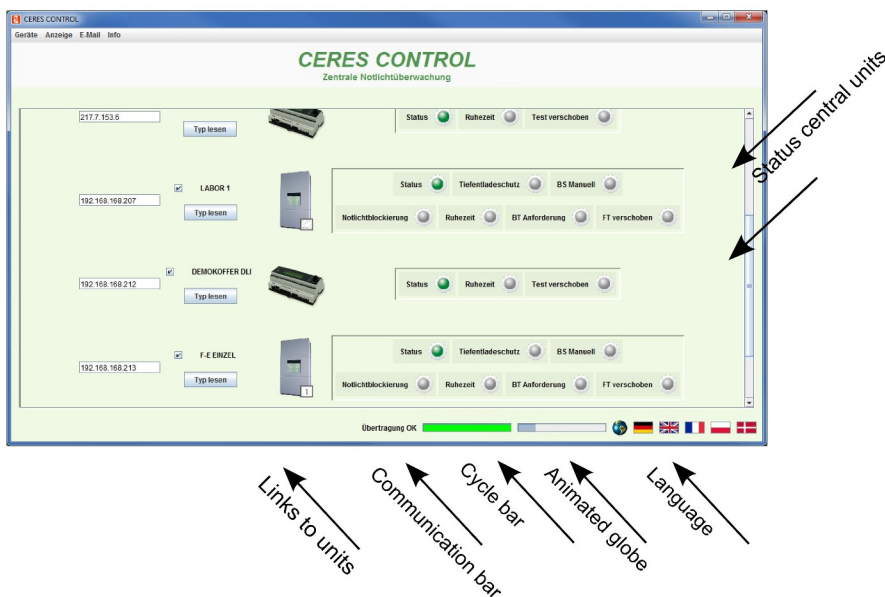 CERES CONTROL
Geräte Anzeige E-Mail Info
CERES CONTROL
Zentrale Notlichtüberwachung
217.7.153.6
Typ lesen
Status Ruhezeit Test verschoben
192.168.168.207
LABOR 1
Typ lesen
Status Tiefentladeschutz BS Manuell
Notlichtblockierung Ruhezeit BT Anforderung FT verschoben
192.168.168.212
DEMOKOFFER DLI
Typ lesen
Status Ruhezeit Test verschoben
192.168.168.213
F-E EINZEL
Typ lesen
1
Status Tiefentladeschutz BS Manuell
Notlichtblockierung Ruhezeit BT Anforderung FT verschoben
Übertragung OK
Status central units
Links to units
Communication bar
Cycle bar
Animated globe
Language